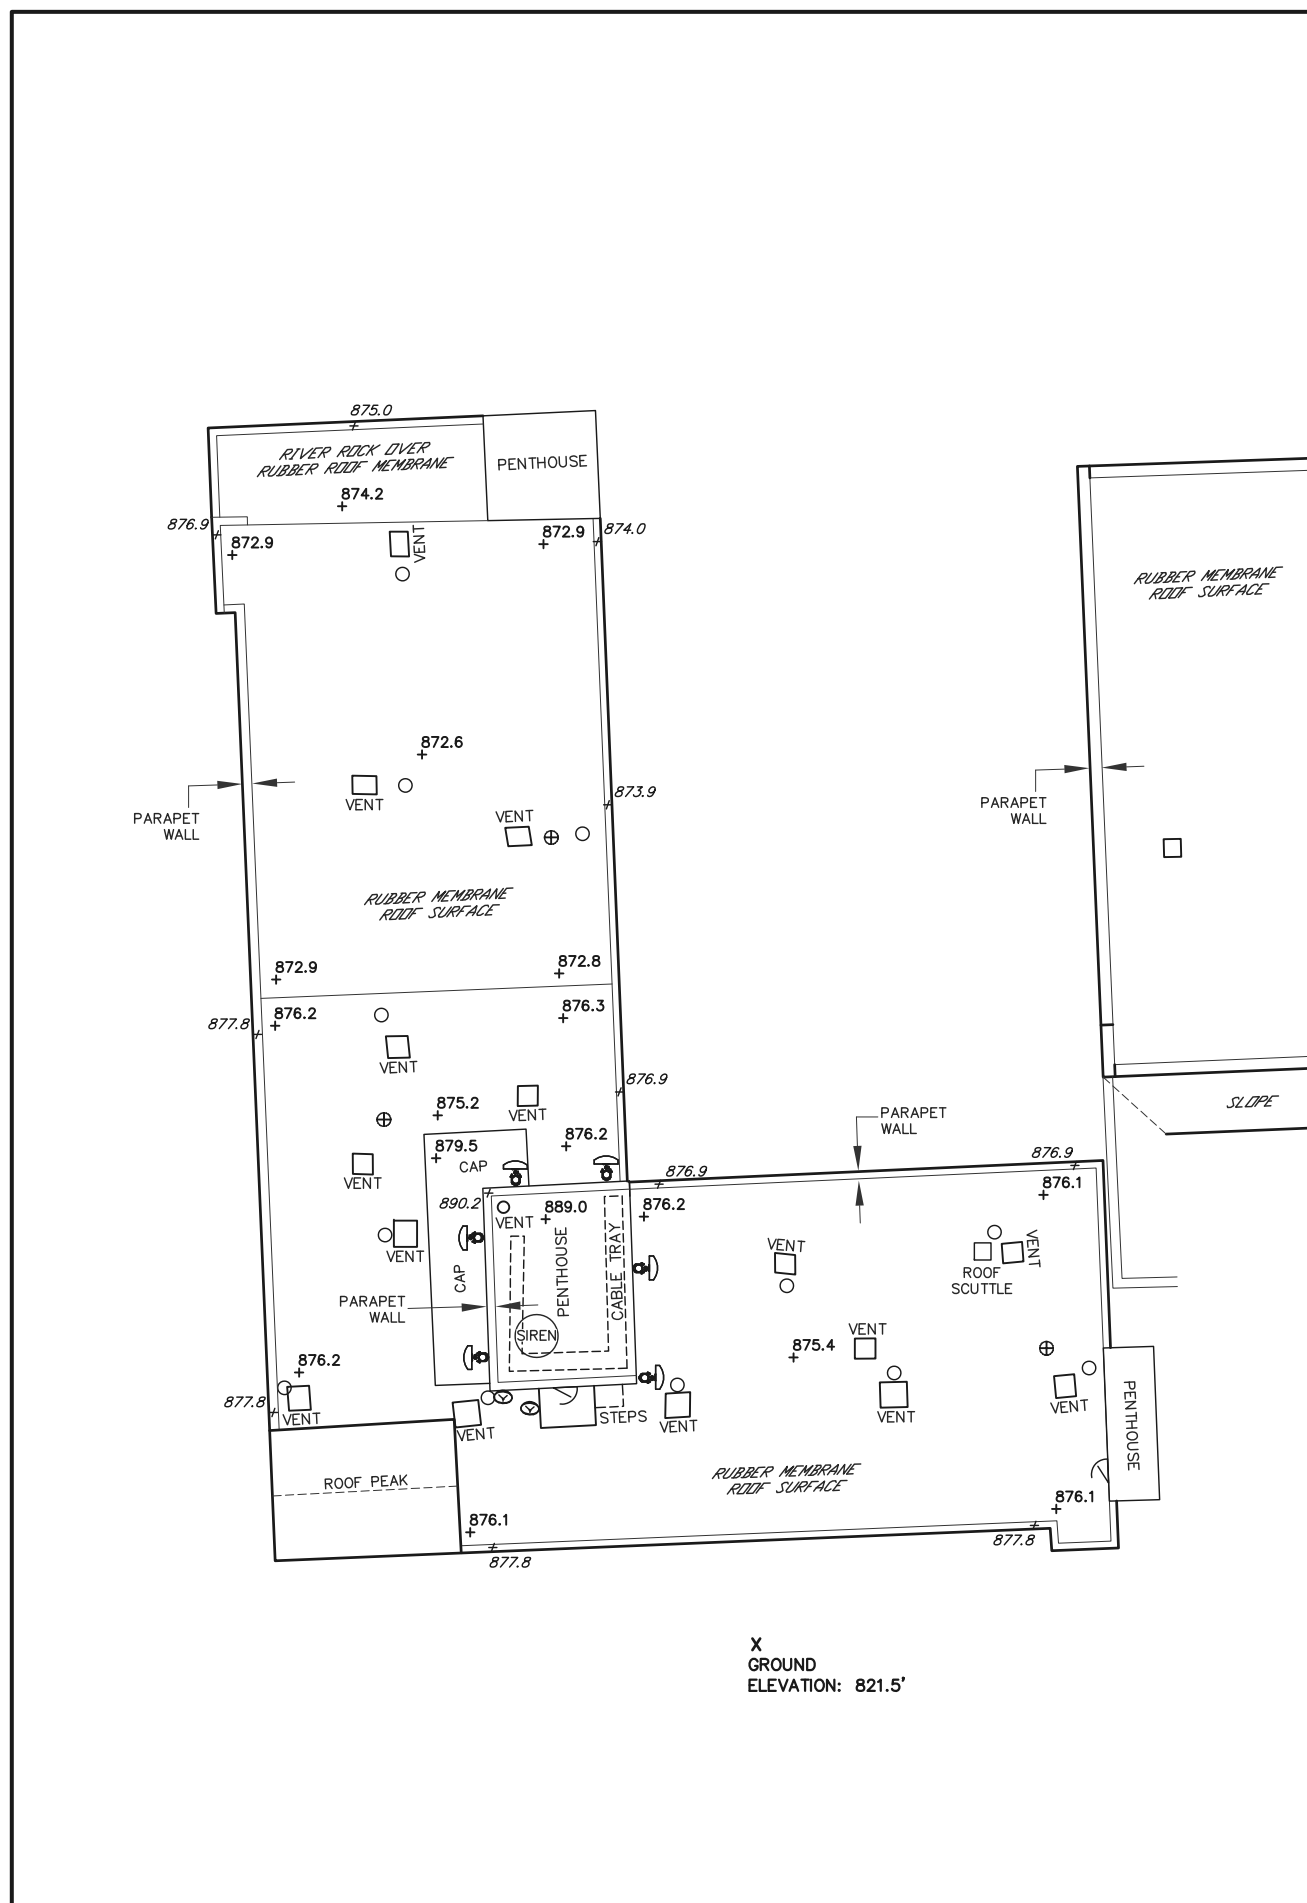 875.0
RIVER ROCK OVER
RUBBER ROOF MEMBRANE
PENTHOUSE
874.2
876.9
872.9
VENT
872.9
874.0
RUBBER MEMBRANE
ROOF SURFACE
872.6
VENT
PARAPET
WALL
873.9
VENT
PARAPET
WALL
RUBBER MEMBRANE
ROOF SURFACE
872.9
872.8
877.8
876.2
876.3
VENT
876.9
875.2
VENT
SLOPE
PARAPET
WALL
879.5
876.2
CAP
VENT
876.9
876.9
890.2
VENT
889.0
876.2
876.1
VENT
CAP
PENTHOUSE
CABLE TRAY
VENT
VENT
ROOF
SCUTTLE
PARAPET
WALL
SIREN
VENT
875.4
876.2
877.8
VENT
VENT
STEPS
VENT
VENT
VENT
PENTHOUSE
ROOF PEAK
RUBBER MEMBRANE
ROOF SURFACE
876.1
876.1
877.8
877.8
X
GROUND
ELEVATION: 821.5'